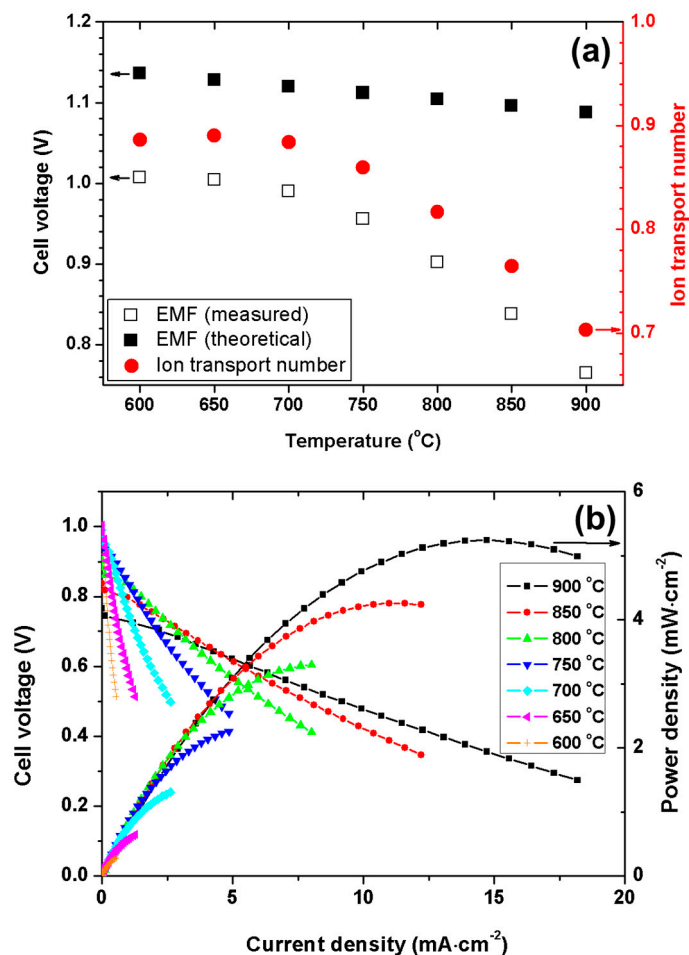 (a)
1.2
1.1
1.0
0.9
0.8
Cell voltage (V)
1.0
0.9
0.8
0.7
Ion transport number
EMF (measured)
EMF (theoretical)
Ion transport number
600 650 700 750 800 850 900
Temperature (°C)
(b)
1.0
0.8
0.6
0.4
0.2
0.0
Cell voltage (V)
6
4
2
0
Power density (mW·cm⁻²)
900 °C
850 °C
800 °C
750 °C
700 °C
650 °C
600 °C
0 5 10 15 20
Current density (mA·cm⁻²)